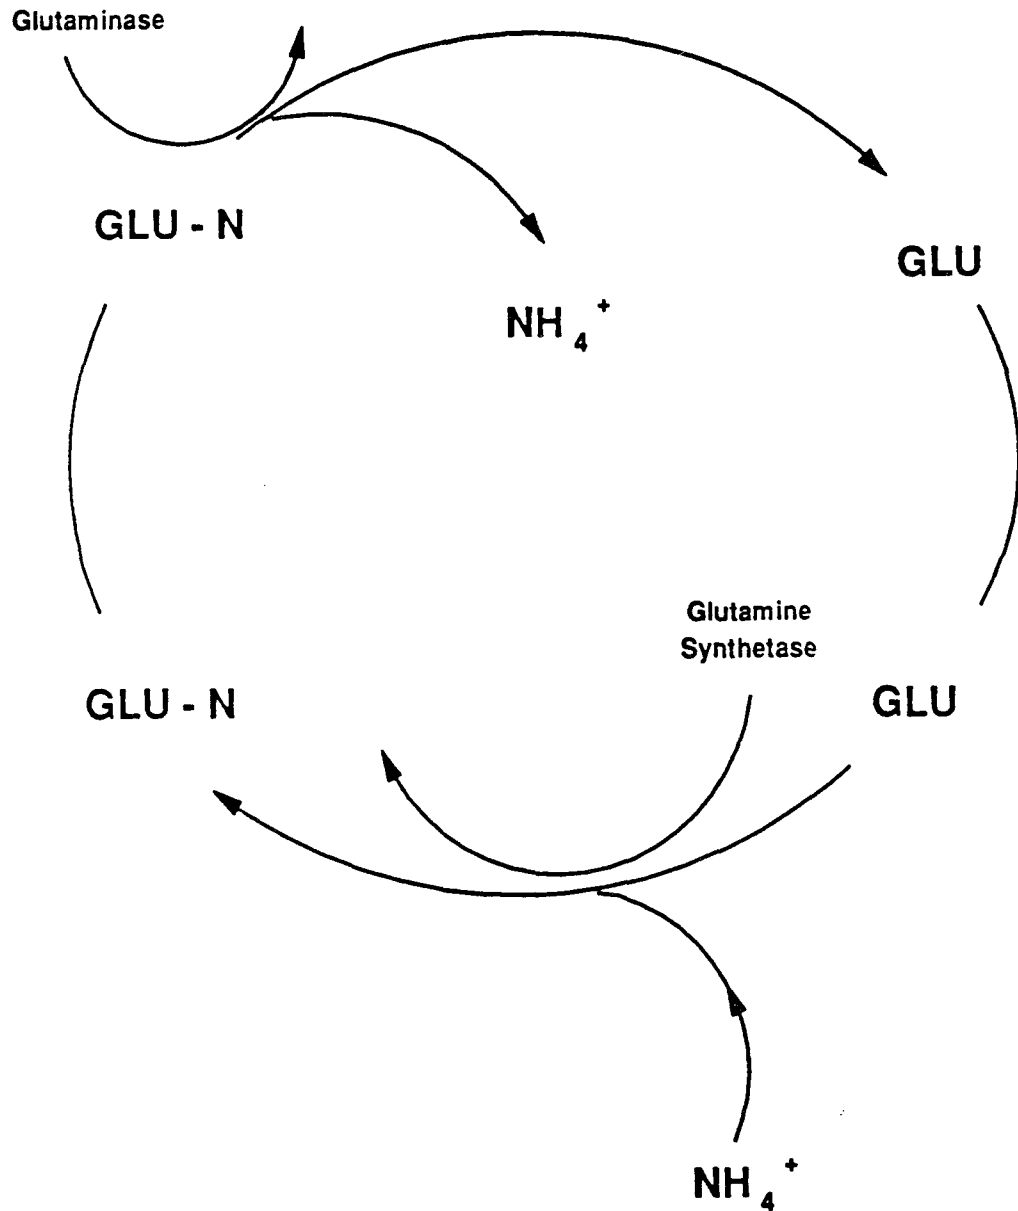 Glutaminase
GLU - N
GLU
NH4+
Glutamine
Synthetase
GLU - N
GLU
NH4+